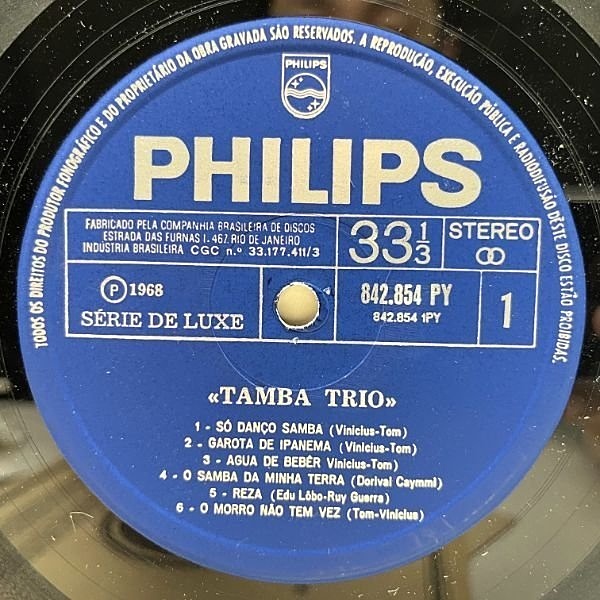 TODOS OS DIREITOS DO PRODUTOR FONOGRÁFICO E DO PROPRIETÁRIO DA OBRA GRAVADA SÃO RESERVADOS. A REPRODUÇÃO, EXECUÇÃO PÚBLICA E RADIODIFUSÃO DÊSTE DISCO ESTÃO PROIBIDAS.
PHILIPS
PHILIPS
FABRICADO PELA COMPANHIA BRASILEIRA DE DISCOS
ESTRADA DAS FURNAS I. 467. RIO DE JANEIRO
INDÚSTRIA BRASILEIRA CGC n.º 33.177.411/3
33 1/3
STEREO
Ⓟ 1968
SÉRIE DE LUXE
842.854 PY
842.854 1PY
1
«TAMBA TRIO»
1 - SÓ DANÇO SAMBA (Vinicius-Tom)
2 - GAROTA DE IPANEMA (Vinicius-Tom)
3 - AGUA DE BEBÊR Vinicius-Tom)
4 - O SAMBA DA MINHA TERRA (Dorival Caymmi)
5 - REZA (Edu Lôbo-Ruy Guerra)
6 - O MORRO NÃO TEM VEZ (Tom-Vinicius)